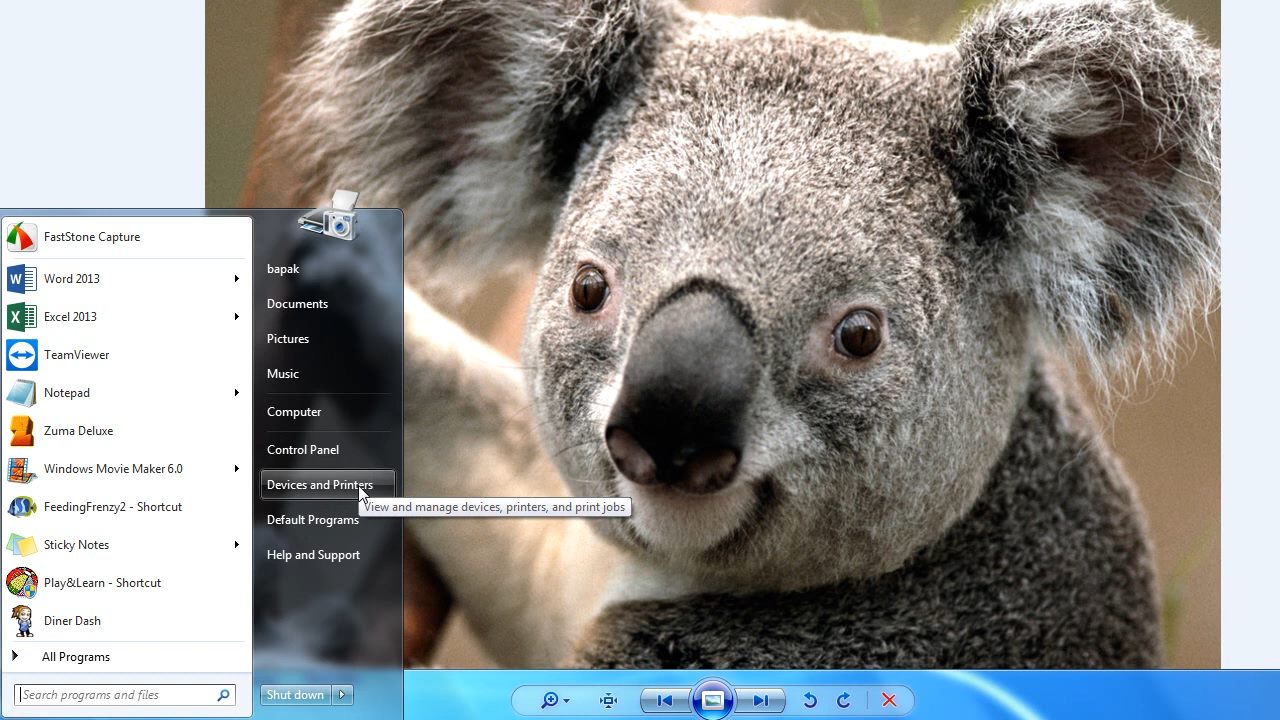 FastStone Capture
Word 2013
Excel 2013
TeamViewer
Notepad
Zuma Deluxe
Windows Movie Maker 6.0
FeedingFrenzy2 - Shortcut
Sticky Notes
Play&Learn - Shortcut
Diner Dash
All Programs
Search programs and files
bapak
Documents
Pictures
Music
Computer
Control Panel
Devices and Printers
View and manage devices, printers, and print jobs
Default Programs
Help and Support
Shut down